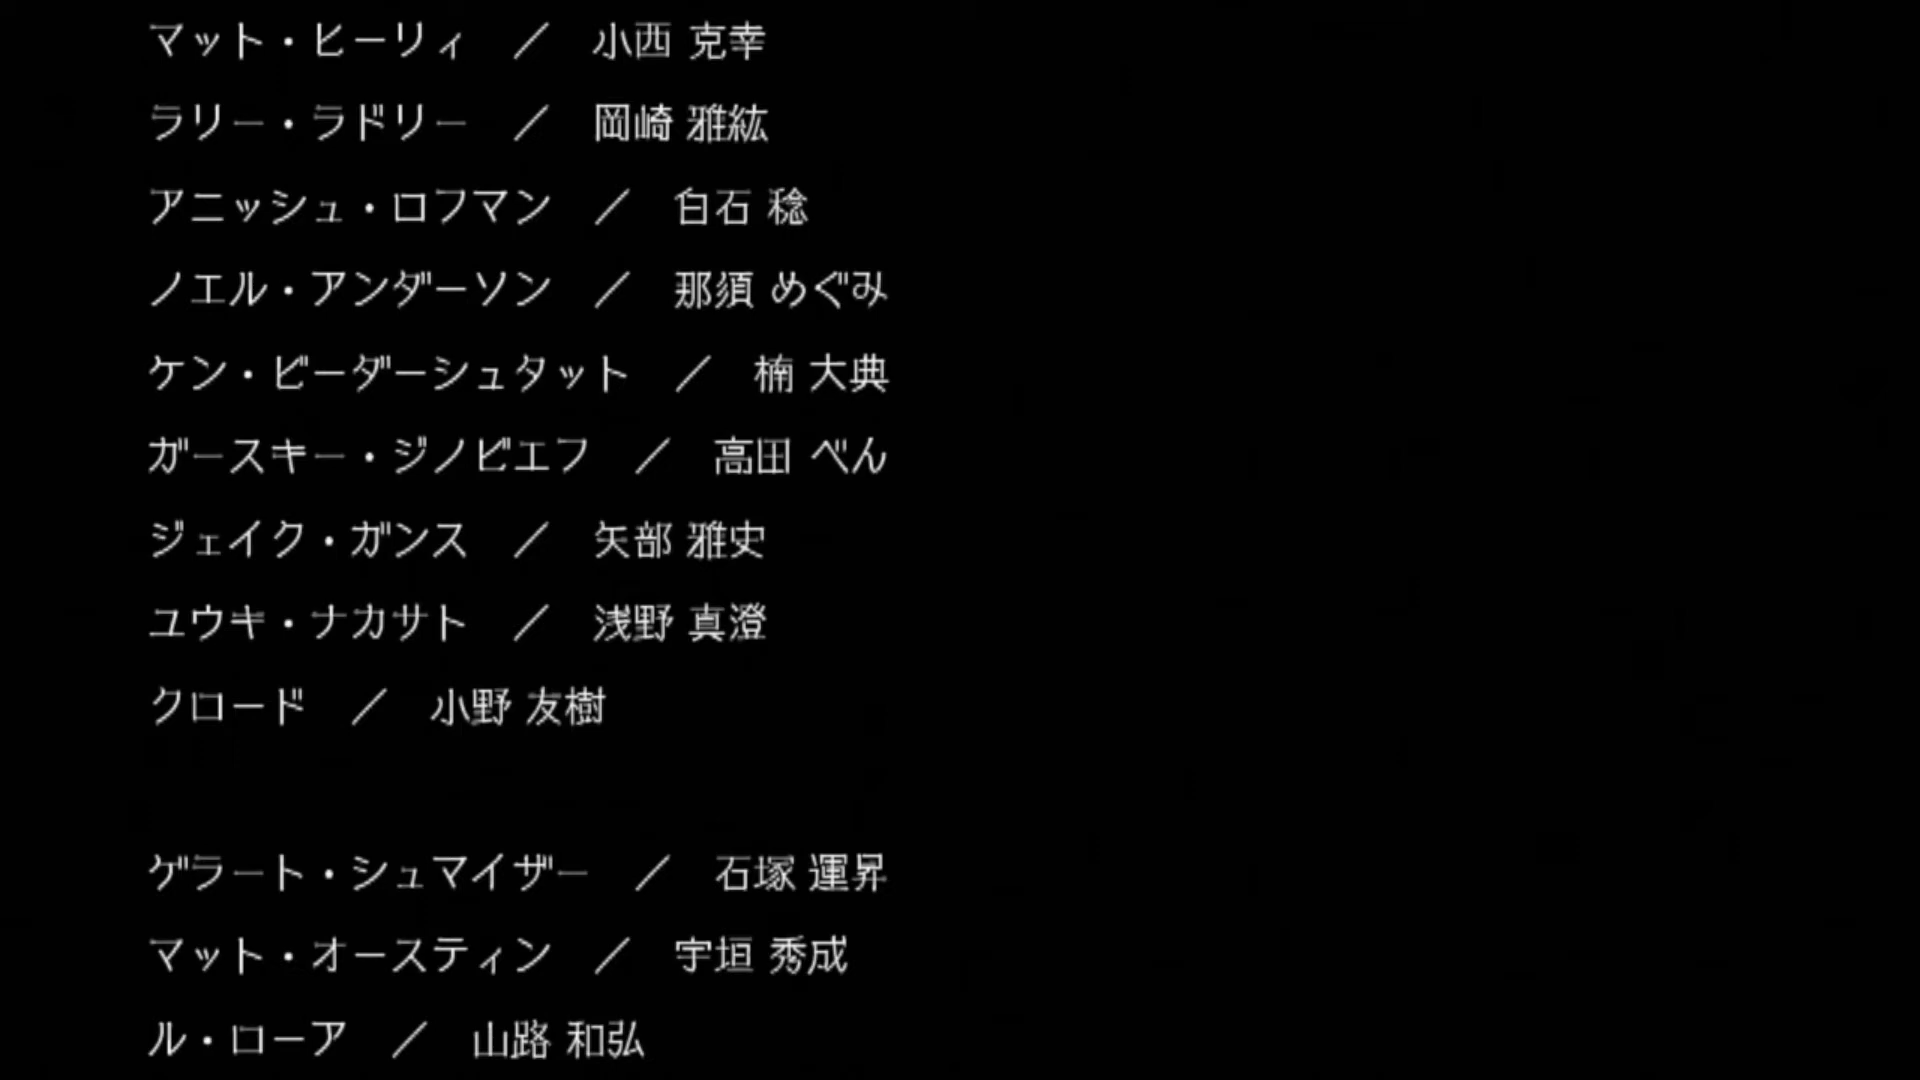 マット・ヒーリィ ／ 小西 克幸
ラリー・ラドリー ／ 岡崎 雅紘
アニッシュ・ロフマン ／ 白石 稔
ノエル・アンダーソン ／ 那須 めぐみ
ケン・ビーダーシュタット ／ 楠 大典
ガースキー・ジノビエフ ／ 高田 べん
ジェイク・ガンス ／ 矢部 雅史
ユウキ・ナカサト ／ 浅野 真澄
クロード ／ 小野 友樹
ゲラート・シュマイザー ／ 石塚 運昇
マット・オースティン ／ 宇垣 秀成
ル・ローア ／ 山路 和弘